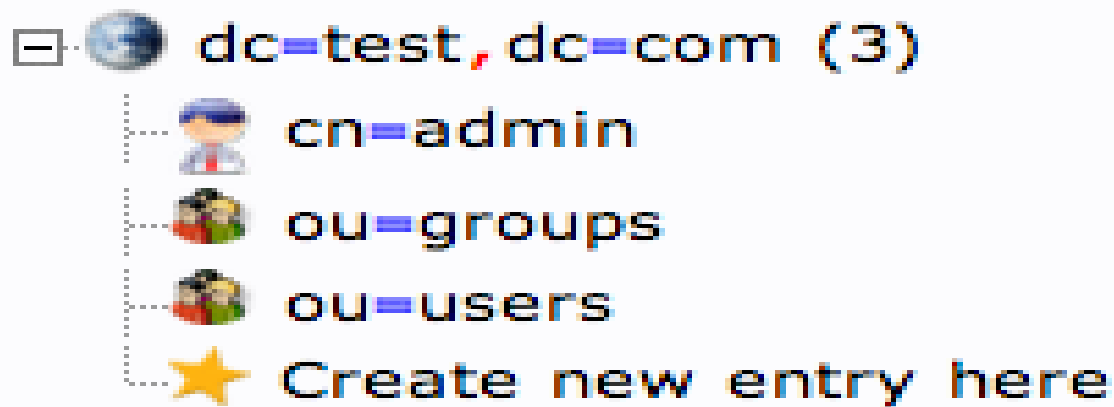 dc=test,dc=com (3)
cn=admin
ou=groups
ou=users
Create new entry here